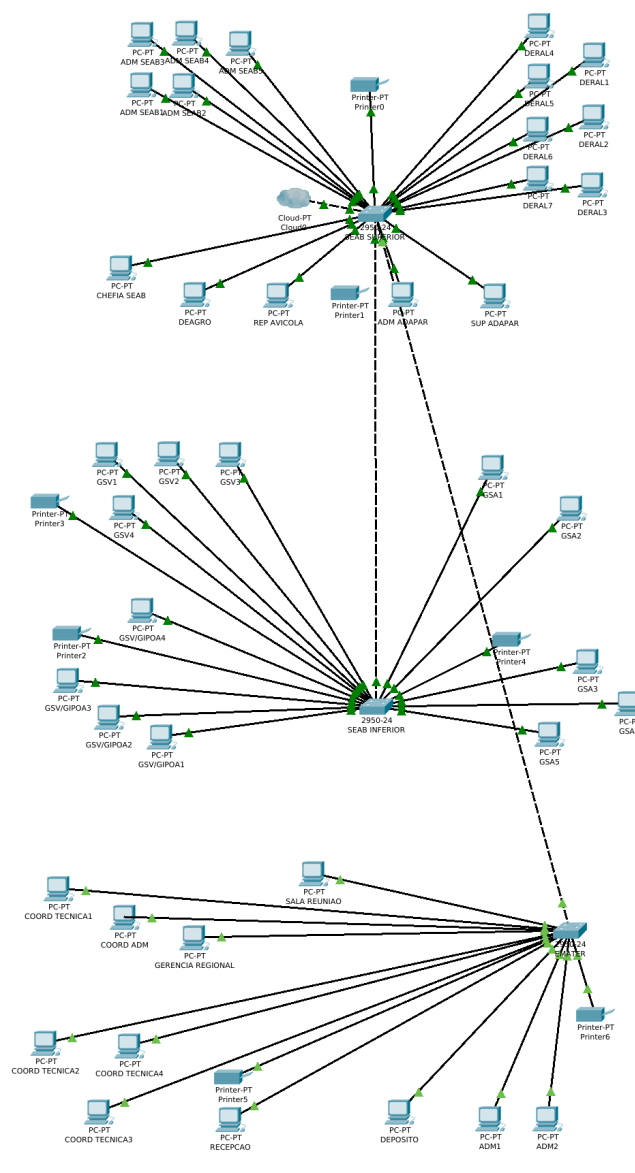 PC-PT
ADM SEAB3
PC-PT
ADM SEAB4
PC-PT
ADM SEAB5
PC-PT
DERAL4
PC-PT
DERAL1
PC-PT
ADM SEAB1
PC-PT
ADM SEAB2
Printer-PT
Printer0
PC-PT
DERAL5
PC-PT
DERAL2
PC-PT
DERAL6
PC-PT
DERAL7
PC-PT
DERAL3
Cloud-PT
Cloud0
2950-24
SEAB SUPERIOR
PC-PT
CHEFIA SEAB
PC-PT
DEAGRO
PC-PT
REP AVICOLA
Printer-PT
Printer1
PC-PT
ADM ADAPAR
PC-PT
SUP ADAPAR
PC-PT
GSV1
PC-PT
GSV2
PC-PT
GSV3
PC-PT
GSA1
Printer-PT
Printer3
PC-PT
GSV4
PC-PT
GSA2
PC-PT
GSV/GIPOA4
Printer-PT
Printer2
Printer-PT
Printer4
PC-PT
GSA3
PC-PT
GSV/GIPOA3
PC-PT
GSV/GIPOA2
PC-PT
GSV/GIPOA1
2950-24
SEAB INFERIOR
PC-PT
GSA5
PC-P
GSA
PC-PT
SALA REUNIAO
PC-PT
COORD TECNICA1
PC-PT
COORD ADM
PC-PT
GERENCIA REGIONAL
2950-24
EMATER
Printer-PT
Printer6
PC-PT
COORD TECNICA2
PC-PT
COORD TECNICA4
Printer-PT
Printer5
PC-PT
COORD TECNICA3
PC-PT
RECEPCAO
PC-PT
DEPOSITO
PC-PT
ADM1
PC-PT
ADM2